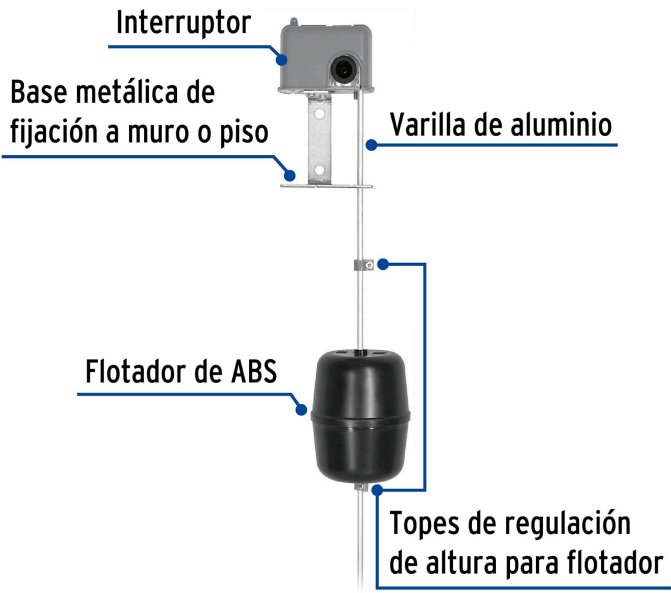 Interruptor
Base metálica de
fijación a muro o piso
Varilla de aluminio
Flotador de ABS
Topes de regulación
de altura para flotador